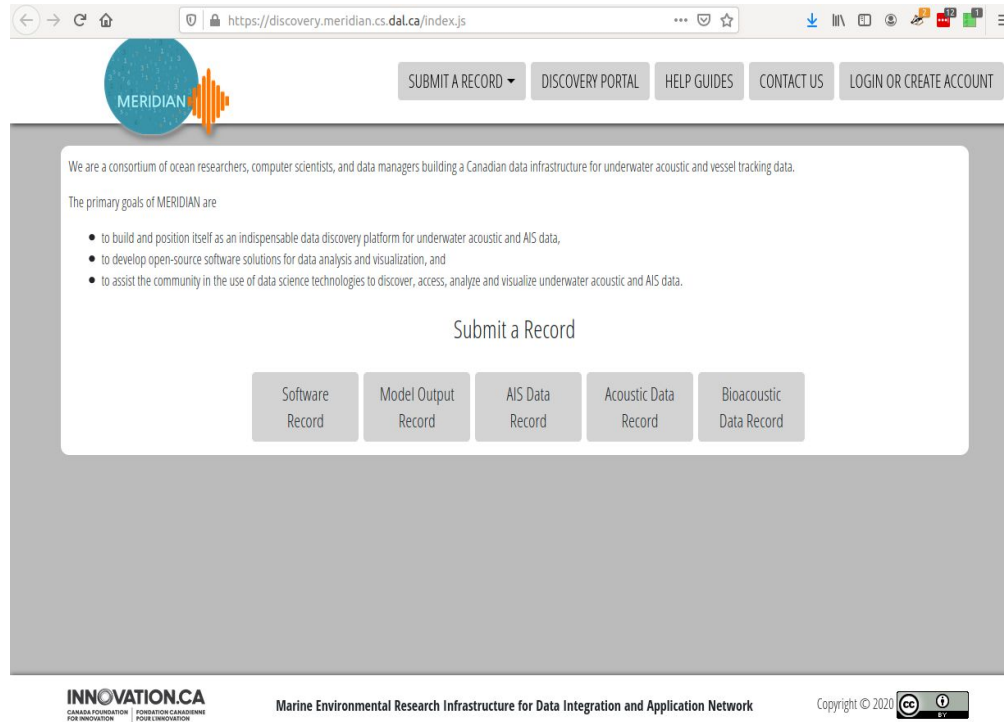 https://discovery.meridian.cs.dal.ca/index.js
2
12
1
MERIDIAN
SUBMIT A RECORD
DISCOVERY PORTAL
HELP GUIDES
CONTACT US
LOGIN OR CREATE ACCOUNT
We are a consortium of ocean researchers, computer scientists, and data managers building a Canadian data infrastructure for underwater acoustic and vessel tracking data.
The primary goals of MERIDIAN are
● to build and position itself as an indispensable data discovery platform for underwater acoustic and AIS data,
● to develop open-source software solutions for data analysis and visualization, and
● to assist the community in the use of data science technologies to discover, access, analyze and visualize underwater acoustic and AIS data.
Submit a Record
Software
Record
Model Output
Record
AIS Data
Record
Acoustic Data
Record
Bioacoustic
Data Record
INNOVATION.CA
CANADA FOUNDATION
FOR INNOVATION
FONDATION CANADIENNE
POUR L'INNOVATION
Marine Environmental Research Infrastructure for Data Integration and Application Network
Copyright © 2020
cc
BY